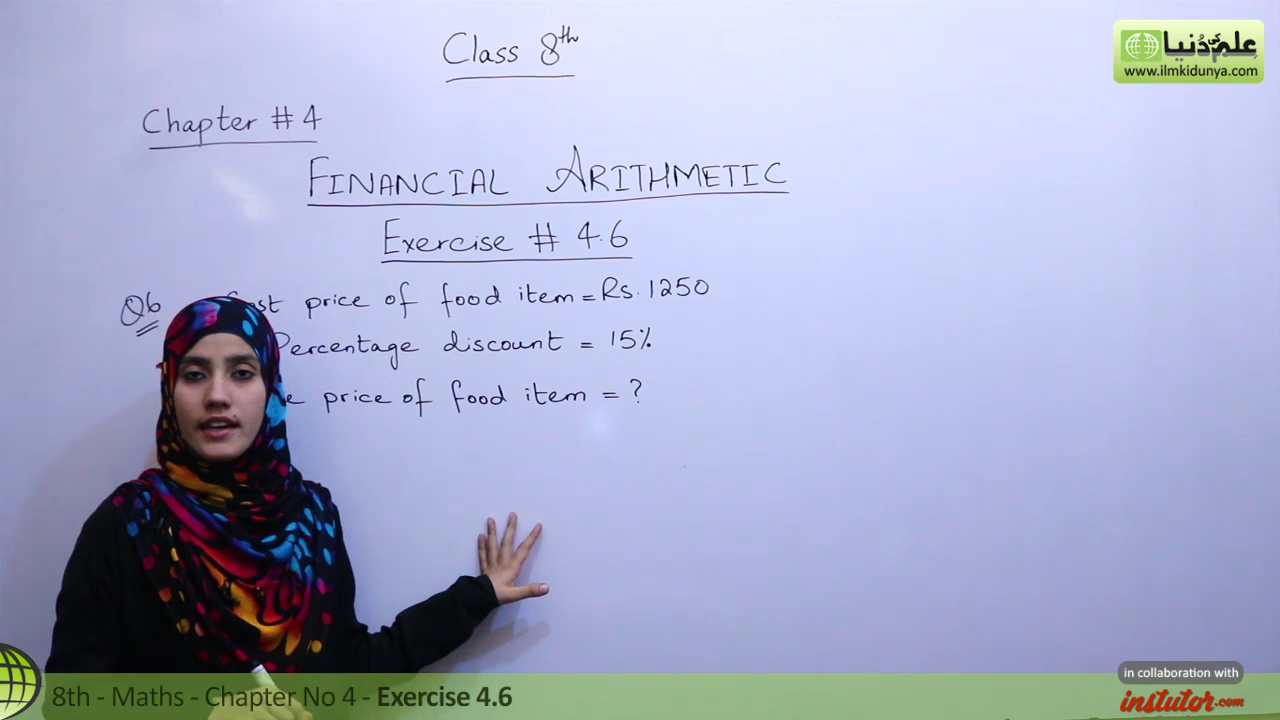 Class 8th
علم کی دُنیا
www.ilmkidunya.com
Chapter # 4
FINANCIAL ARITHMETIC
Exercise # 4.6
Q6 Cost price of food item = Rs. 1250
Percentage discount = 15%
price of food item = ?
in collaboration with
instutor.com
8th - Maths - Chapter No 4 - Exercise 4.6